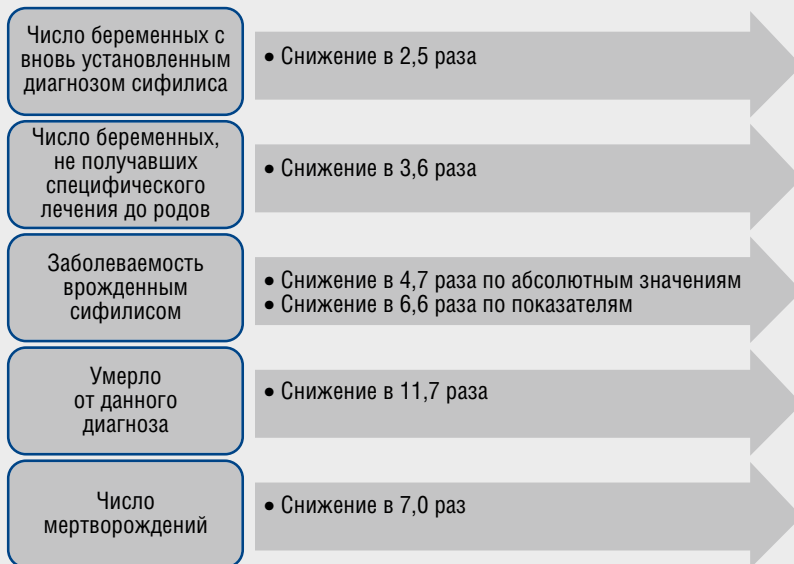 Число беременных с
вновь установленным
диагнозом сифилиса
• Снижение в 2,5 раза
Число беременных,
не получавших
специфического
лечения до родов
• Снижение в 3,6 раза
Заболеваемость
врожденным
сифилисом
• Снижение в 4,7 раза по абсолютным значениям
• Снижение в 6,6 раза по показателям
Умерло
от данного
диагноза
• Снижение в 11,7 раза
Число
мертворождений
• Снижение в 7,0 раз